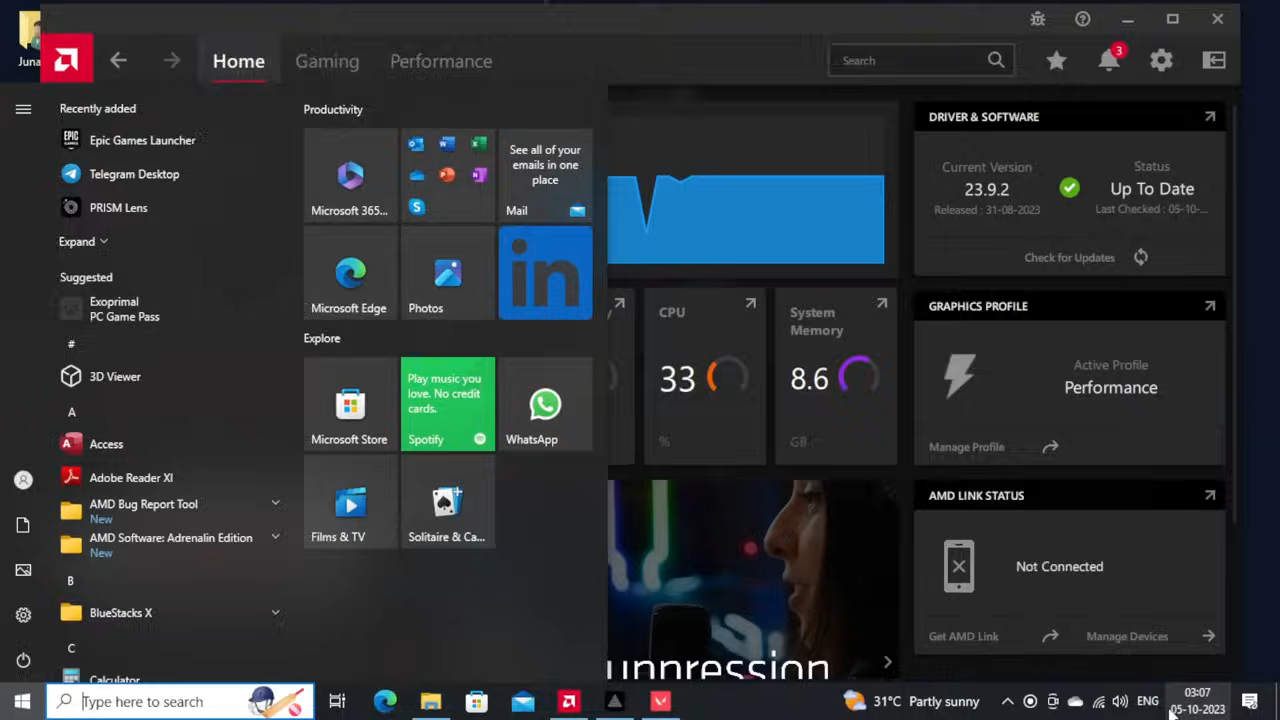 Juna
Home
Gaming
Performance
Search
3
Recently added
Epic Games Launcher
Telegram Desktop
PRISM Lens
Expand
Suggested
Exoprimal
PC Game Pass
#
3D Viewer
A
Access
Adobe Reader XI
AMD Bug Report Tool
New
AMD Software: Adrenalin Edition
New
B
BlueStacks X
C
Calculator
Productivity
Microsoft 365...
See all of your
emails in one
place
Mail
Microsoft Edge
Photos
in
Explore
Microsoft Store
Play music you
love. No credit
cards.
Spotify
WhatsApp
Films & TV
Solitaire & Ca...
CPU
33
%
System
Memory
8.6
GB
DRIVER & SOFTWARE
Current Version
23.9.2
Released : 31-08-2023
Status
Up To Date
Last Checked : 05-10-...
Check for Updates
GRAPHICS PROFILE
Active Profile
Performance
Manage Profile
AMD LINK STATUS
Not Connected
Get AMD Link
Manage Devices
Type here to search
31°C Partly sunny
ENG
03:07
05-10-2023